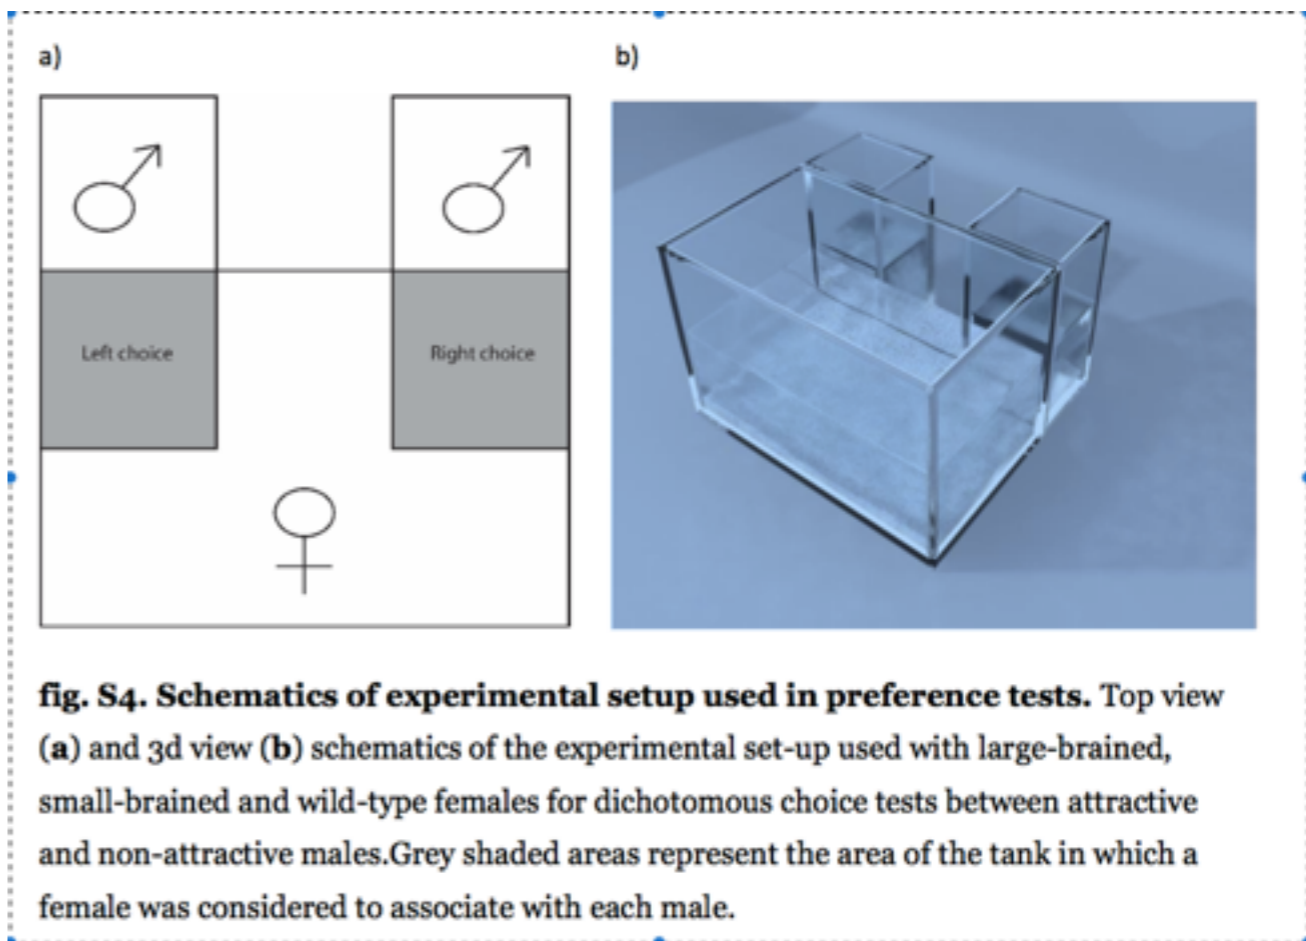 a)
b)
Left choice
Right choice
fig. S4. Schematics of experimental setup used in preference tests. Top view
(a) and 3d view (b) schematics of the experimental set-up used with large-brained,
small-brained and wild-type females for dichotomous choice tests between attractive
and non-attractive males.Grey shaded areas represent the area of the tank in which a
female was considered to associate with each male.